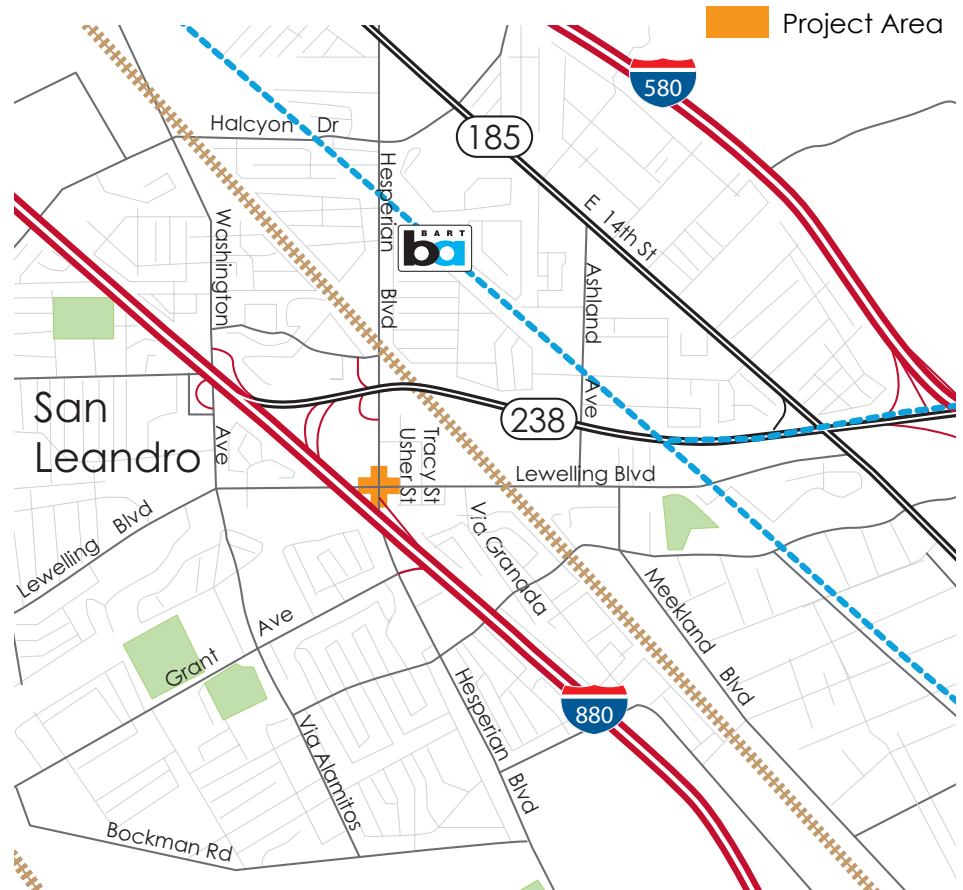 Project Area
580
Halcyon Dr
185
Hesperian Blvd
E 14th St
BART
ba
Washington Ave
Ashland Ave
San
Leandro
238
Tracy St
Usher St
Lewelling Blvd
Lewelling Blvd
Via Granada
Grant Ave
Meekland Blvd
Hesperian Blvd
880
Via Alamitos
Bockman Rd